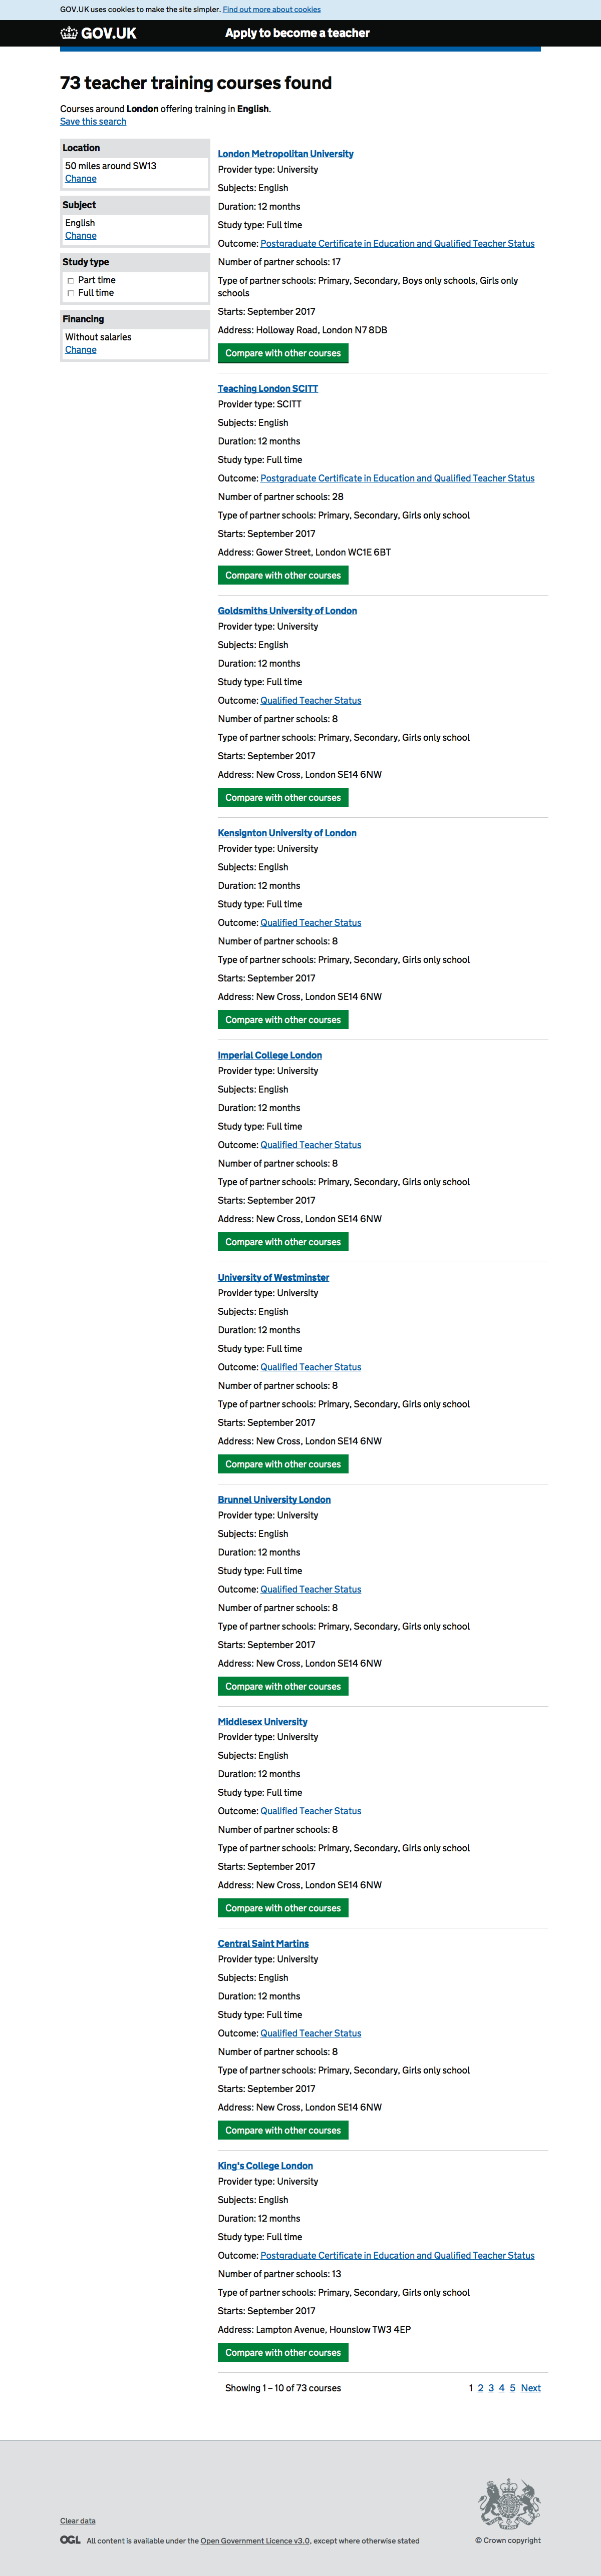 GOV.UK uses cookies to make the site simpler. Find out more about cookies
GOV.UK
Apply to become a teacher
73 teacher training courses found
Courses around London offering training in English.
Save this search
Location
50 miles around SW13
Change
Subject
English
Change
Study type
Part time
Full time
Financing
Without salaries
Change
London Metropolitan University
Provider type: University
Subjects: English
Duration: 12 months
Study type: Full time
Outcome: Postgraduate Certificate in Education and Qualified Teacher Status
Number of partner schools: 17
Type of partner schools: Primary, Secondary, Boys only schools, Girls only
schools
Starts: September 2017
Address: Holloway Road, London N7 8DB
Compare with other courses
Teaching London SCITT
Provider type: SCITT
Subjects: English
Duration: 12 months
Study type: Full time
Outcome: Postgraduate Certificate in Education and Qualified Teacher Status
Number of partner schools: 28
Type of partner schools: Primary, Secondary, Girls only school
Starts: September 2017
Address: Gower Street, London WC1E 6BT
Compare with other courses
Goldsmiths University of London
Provider type: University
Subjects: English
Duration: 12 months
Study type: Full time
Outcome: Qualified Teacher Status
Number of partner schools: 8
Type of partner schools: Primary, Secondary, Girls only school
Starts: September 2017
Address: New Cross, London SE14 6NW
Compare with other courses
Kensignton University of London
Provider type: University
Subjects: English
Duration: 12 months
Study type: Full time
Outcome: Qualified Teacher Status
Number of partner schools: 8
Type of partner schools: Primary, Secondary, Girls only school
Starts: September 2017
Address: New Cross, London SE14 6NW
Compare with other courses
Imperial College London
Provider type: University
Subjects: English
Duration: 12 months
Study type: Full time
Outcome: Qualified Teacher Status
Number of partner schools: 8
Type of partner schools: Primary, Secondary, Girls only school
Starts: September 2017
Address: New Cross, London SE14 6NW
Compare with other courses
University of Westminster
Provider type: University
Subjects: English
Duration: 12 months
Study type: Full time
Outcome: Qualified Teacher Status
Number of partner schools: 8
Type of partner schools: Primary, Secondary, Girls only school
Starts: September 2017
Address: New Cross, London SE14 6NW
Compare with other courses
Brunnel University London
Provider type: University
Subjects: English
Duration: 12 months
Study type: Full time
Outcome: Qualified Teacher Status
Number of partner schools: 8
Type of partner schools: Primary, Secondary, Girls only school
Starts: September 2017
Address: New Cross, London SE14 6NW
Compare with other courses
Middlesex University
Provider type: University
Subjects: English
Duration: 12 months
Study type: Full time
Outcome: Qualified Teacher Status
Number of partner schools: 8
Type of partner schools: Primary, Secondary, Girls only school
Starts: September 2017
Address: New Cross, London SE14 6NW
Compare with other courses
Central Saint Martins
Provider type: University
Subjects: English
Duration: 12 months
Study type: Full time
Outcome: Qualified Teacher Status
Number of partner schools: 8
Type of partner schools: Primary, Secondary, Girls only school
Starts: September 2017
Address: New Cross, London SE14 6NW
Compare with other courses
King's College London
Provider type: University
Subjects: English
Duration: 12 months
Study type: Full time
Outcome: Postgraduate Certificate in Education and Qualified Teacher Status
Number of partner schools: 13
Type of partner schools: Primary, Secondary, Girls only school
Starts: September 2017
Address: Lampton Avenue, Hounslow TW3 4EP
Compare with other courses
Showing 1 – 10 of 73 courses
1 2 3 4 5 Next
Clear data
OGL All content is available under the Open Government Licence v3.0, except where otherwise stated
© Crown copyright